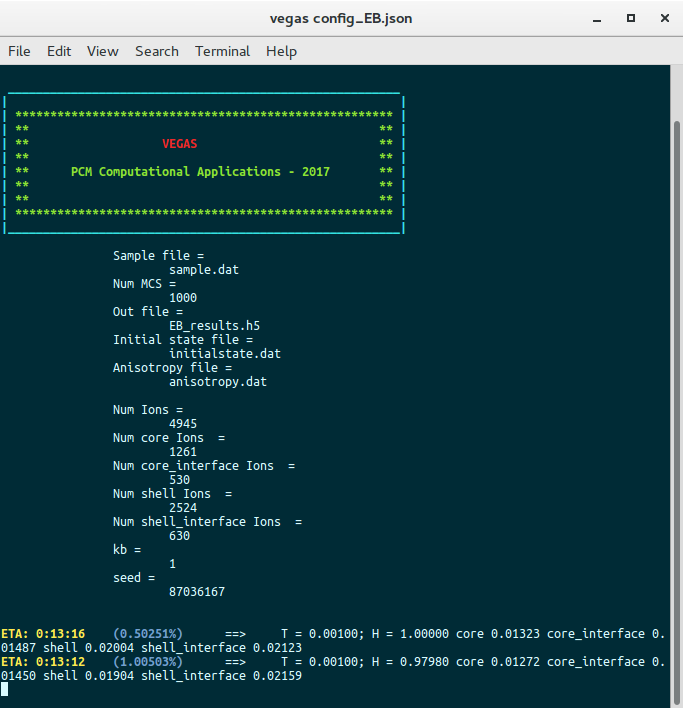 vegas config_EB.json
File Edit View Search Terminal Help
******************************************************
** **
** VEGAS **
** **
** PCM Computational Applications - 2017 **
** **
** **
******************************************************
Sample file =
sample.dat
Num MCS =
1000
Out file =
EB_results.h5
Initial state file =
initialstate.dat
Anisotropy file =
anisotropy.dat
Num Ions =
4945
Num core Ions  =
1261
Num core_interface Ions  =
530
Num shell Ions  =
2524
Num shell_interface Ions  =
630
kb =
1
seed =
87036167
ETA: 0:13:16    (0.50251%)      ==>     T = 0.00100; H = 1.00000 core 0.01323 core_interface 0.
01487 shell 0.02004 shell_interface 0.02123
ETA: 0:13:12    (1.00503%)      ==>     T = 0.00100; H = 0.97980 core 0.01272 core_interface 0.
01450 shell 0.01904 shell_interface 0.02159